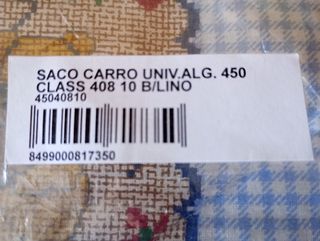 SACO CARRO UNIV.ALG. 450
CLASS 408 10 B/LINO
45040810
8499000817350